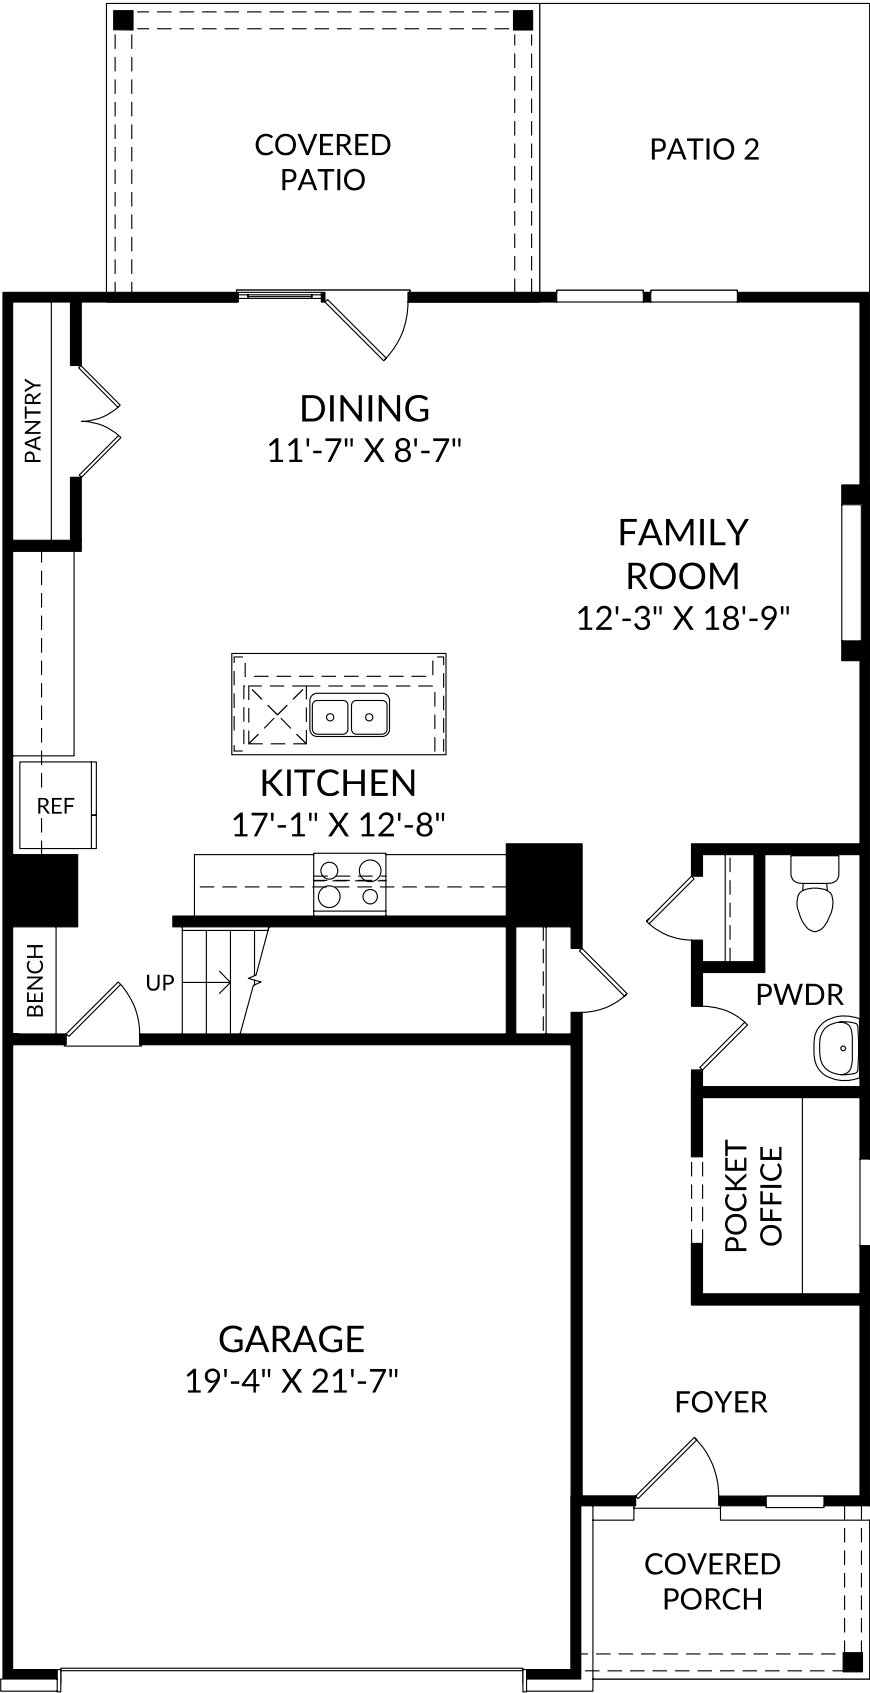 COVERED
PATIO
PATIO 2
PANTRY
DINING
11'-7" X 8'-7"
FAMILY
ROOM
12'-3" X 18'-9"
KITCHEN
17'-1" X 12'-8"
REF
BENCH
UP
PWDR
POCKET
OFFICE
GARAGE
19'-4" X 21'-7"
FOYER
COVERED
PORCH